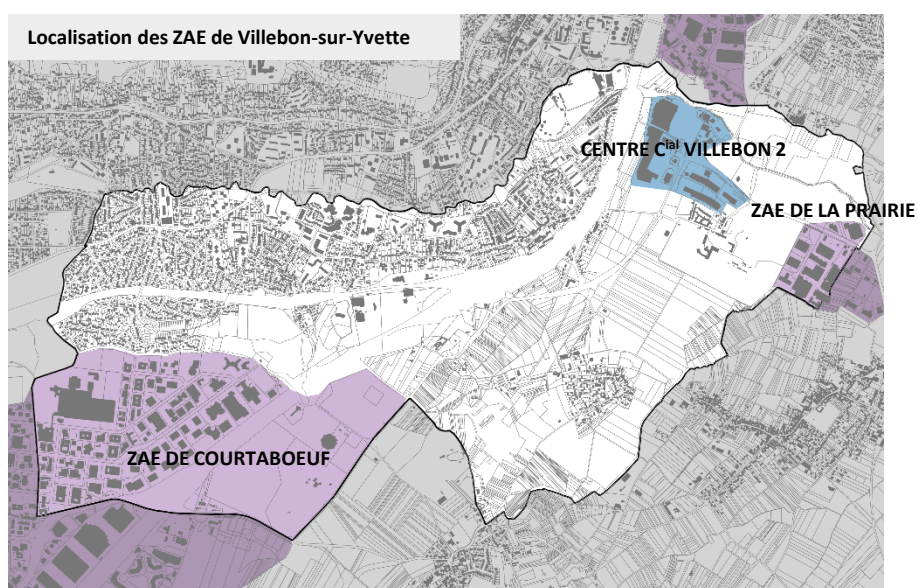 Localisation des ZAE de Villebon-sur-Yvette
CENTRE Cial VILLEBON 2
ZAE DE LA PRAIRIE
ZAE DE COURTABOEUF